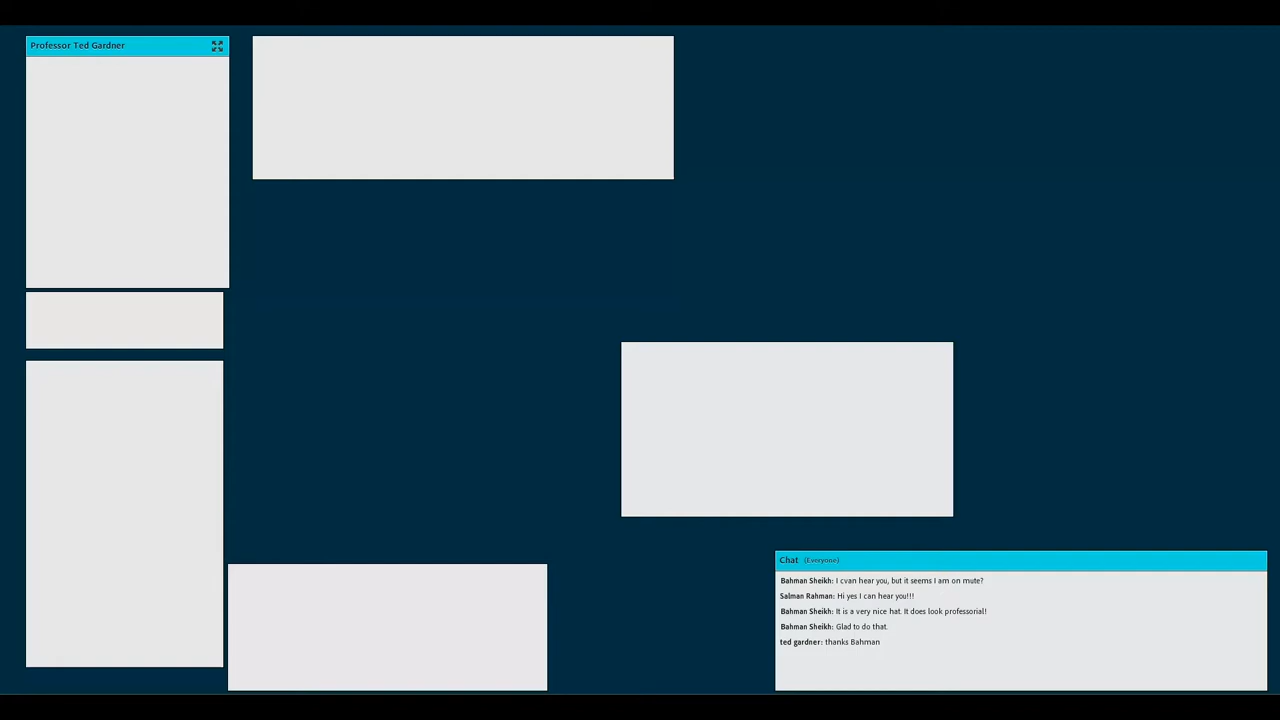 Professor Ted Gardner
Chat (Everyone)
Bahman Sheikh: I cvan hear you, but it seems I am on mute?
Salman Rahman: Hi yes I can hear you!!!
Bahman Sheikh: It is a very nice hat. It does look professorial!
Bahman Sheikh: Glad to do that.
ted gardner: thanks Bahman